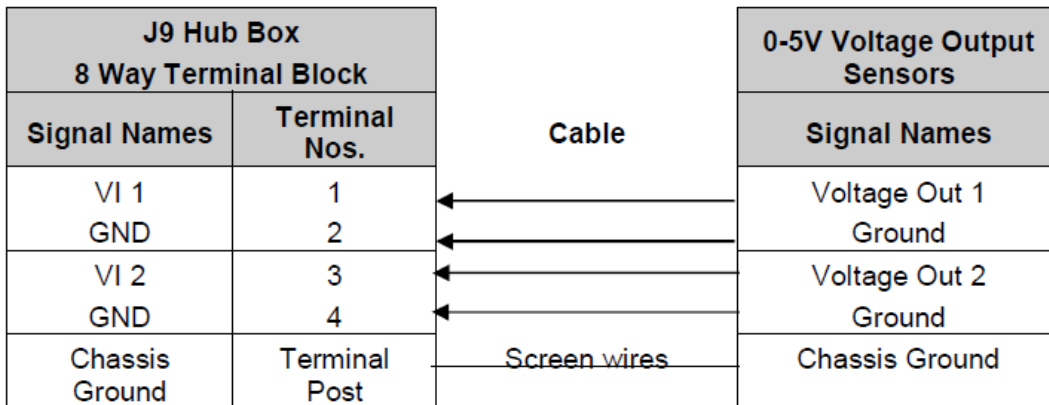 J9 Hub Box
8 Way Terminal Block
0-5V Voltage Output
Sensors
Signal Names
Terminal
Nos.
Cable
Signal Names
VI 1
1
Voltage Out 1
GND
2
Ground
VI 2
3
Voltage Out 2
GND
4
Ground
Chassis
Ground
Terminal
Post
Screen wires
Chassis Ground